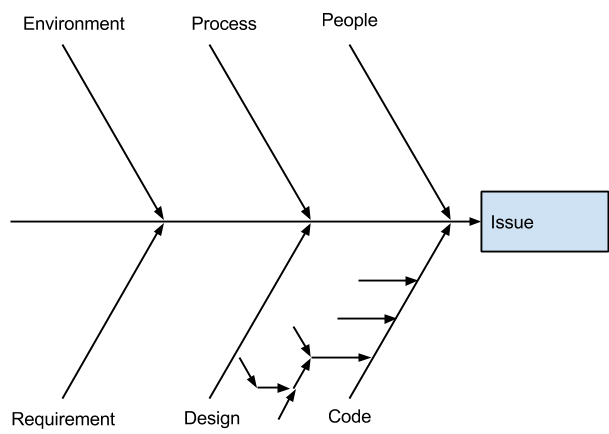 Environment
Process
People
Issue
Requirement
Design
Code